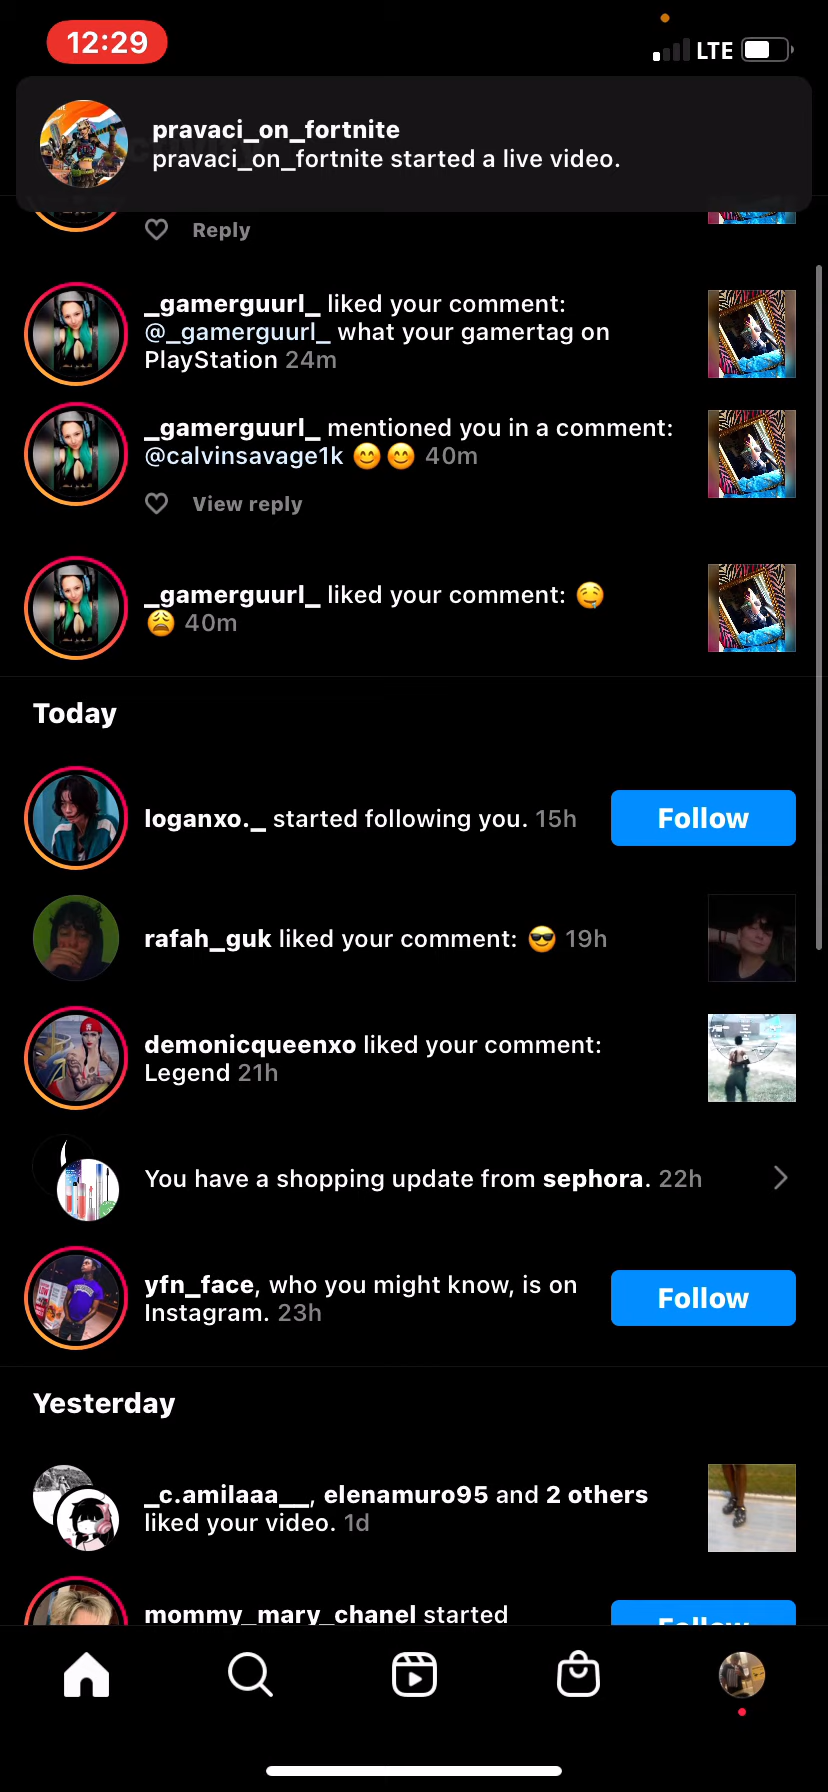 12:29
LTE
pravaci_on_fortnite
pravaci_on_fortnite started a live video.
Reply
_gamerguurl_ liked your comment:
@_gamerguurl_ what your gamertag on
PlayStation 24m
_gamerguurl_ mentioned you in a comment:
@calvinsavage1k 😊😊 40m
View reply
_gamerguurl_ liked your comment: 🤤
😩 40m
Today
loganxo._ started following you. 15h
Follow
rafah_guk liked your comment: 😎 19h
demonicqueenxo liked your comment:
Legend 21h
You have a shopping update from sephora. 22h
yfn_face, who you might know, is on
Instagram. 23h
Follow
Yesterday
_c.amilaaa__, elenamuro95 and 2 others
liked your video. 1d
mommy_mary_chanel started
Follow